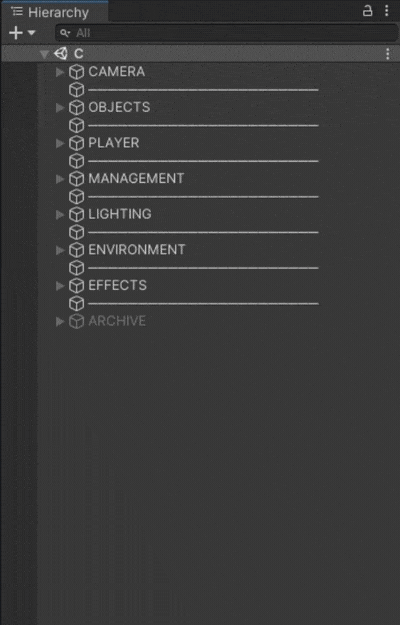 Hierarchy
All
C
CAMERA
————————————————
OBJECTS
————————————————
PLAYER
————————————————
MANAGEMENT
————————————————
LIGHTING
————————————————
ENVIRONMENT
————————————————
EFFECTS
————————————————
ARCHIVE